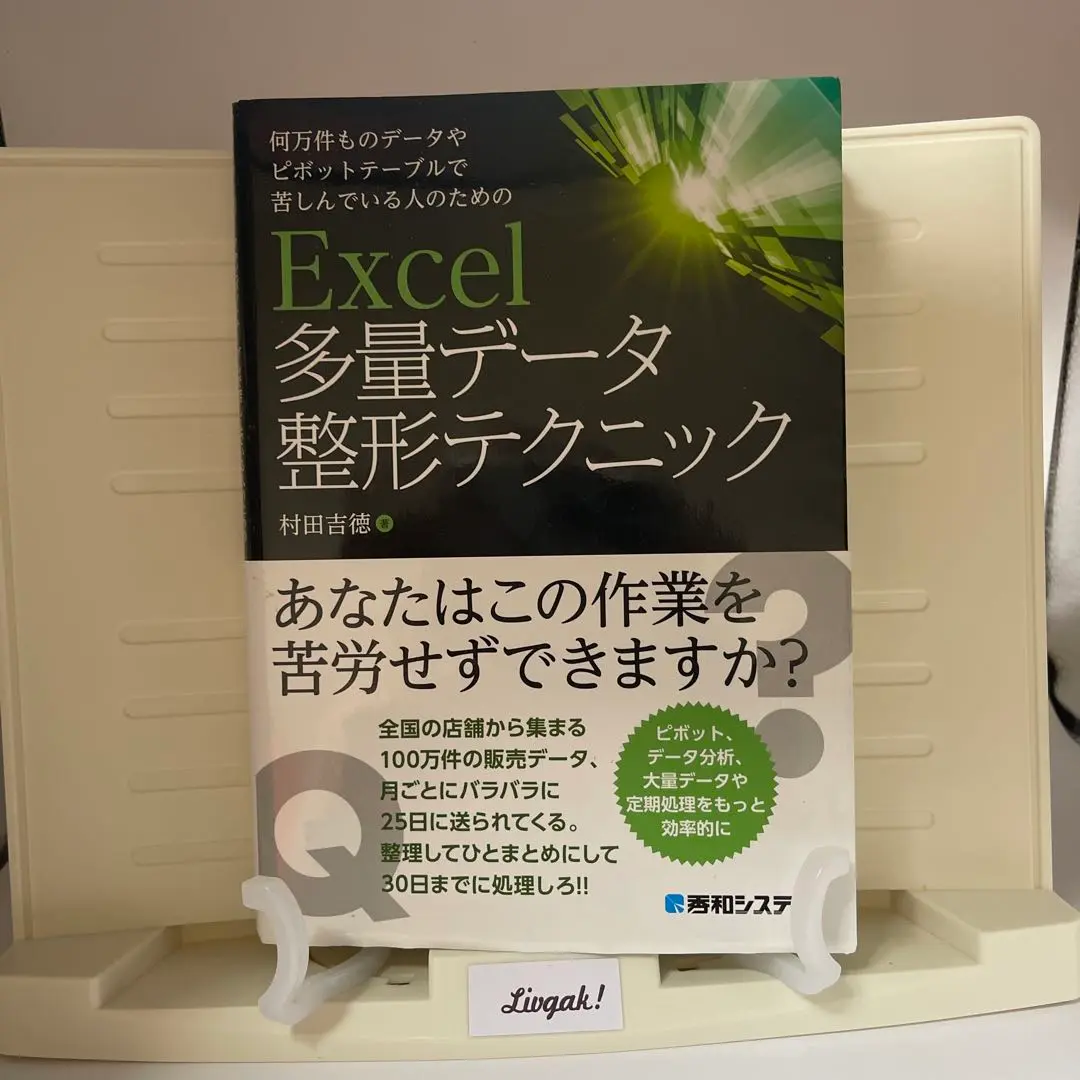 何万件ものデータや
ピボットテーブルで
苦しんでいる人のための
Excel
多量データ
整形テクニック
村田吉徳 著
あなたはこの作業を
苦労せずできますか?
Q
?
全国の店舗から集まる
100万件の販売データ、
月ごとにバラバラに
25日に送られてくる。
整理してひとまとめにして
30日までに処理しろ!!
ピボット、
データ分析、
大量データや
定期処理をもっと
効率的に
秀和システ
Livgak!